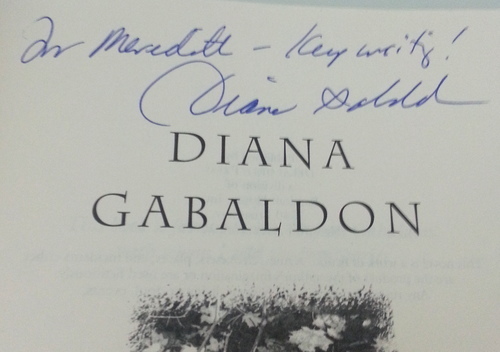 For Meredith – Keep writing!
Diana Gabaldon
DIANA
GABALDON